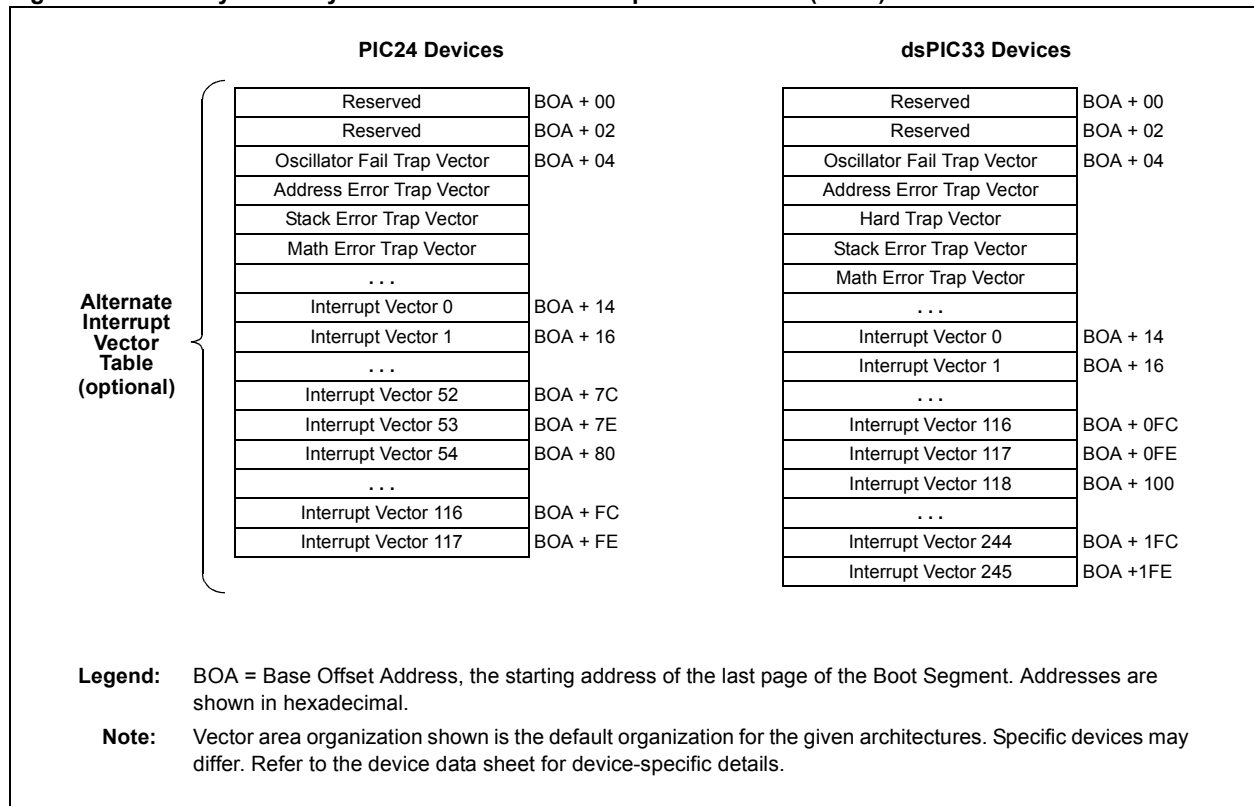 PIC24 Devices
Reserved BOA + 00
Reserved BOA + 02
Oscillator Fail Trap Vector BOA + 04
Address Error Trap Vector
Stack Error Trap Vector
Math Error Trap Vector
. . .
Interrupt Vector 0 BOA + 14
Interrupt Vector 1 BOA + 16
. . .
Interrupt Vector 52 BOA + 7C
Interrupt Vector 53 BOA + 7E
Interrupt Vector 54 BOA + 80
. . .
Interrupt Vector 116 BOA + FC
Interrupt Vector 117 BOA + FE
Alternate
Interrupt
Vector
Table
(optional)
dsPIC33 Devices
Reserved BOA + 00
Reserved BOA + 02
Oscillator Fail Trap Vector BOA + 04
Address Error Trap Vector
Hard Trap Vector
Stack Error Trap Vector
Math Error Trap Vector
. . .
Interrupt Vector 0 BOA + 14
Interrupt Vector 1 BOA + 16
. . .
Interrupt Vector 116 BOA + 0FC
Interrupt Vector 117 BOA + 0FE
Interrupt Vector 118 BOA + 100
. . .
Interrupt Vector 244 BOA + 1FC
Interrupt Vector 245 BOA +1FE
Legend: BOA = Base Offset Address, the starting address of the last page of the Boot Segment. Addresses are
shown in hexadecimal.
Note: Vector area organization shown is the default organization for the given architectures. Specific devices may
differ. Refer to the device data sheet for device-specific details.